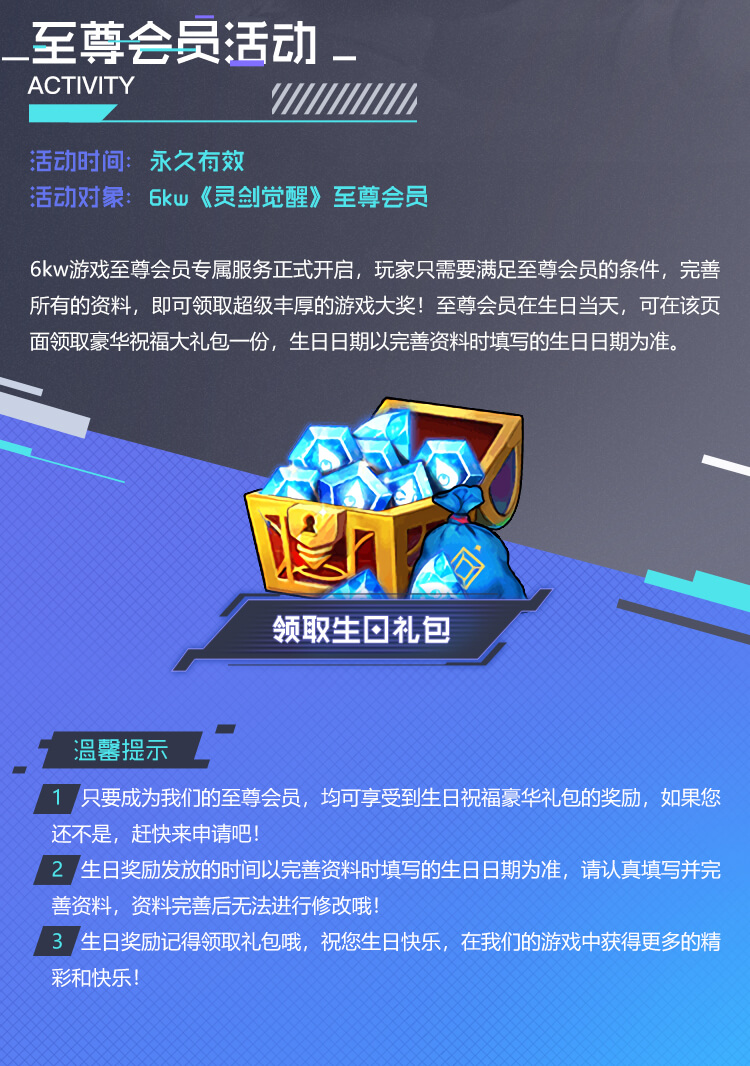 至尊会员活动
ACTIVITY
活动时间：永久有效
活动对象：6kw《灵剑觉醒》至尊会员
6kw游戏至尊会员专属服务正式开启，玩家只需要满足至尊会员的条件，完善
所有的资料，即可领取超级丰厚的游戏大奖！至尊会员在生日当天，可在该页
面领取豪华祝福大礼包一份，生日日期以完善资料时填写的生日日期为准。
领取生日礼包
温馨提示
1 只要成为我们的至尊会员，均可享受到生日祝福豪华礼包的奖励，如果您
还不是，赶快来申请吧！
2 生日奖励发放的时间以完善资料时填写的生日日期为准，请认真填写并完
善资料，资料完善后无法进行修改哦！
3 生日奖励记得领取礼包哦，祝您生日快乐，在我们的游戏中获得更多的精
彩和快乐！